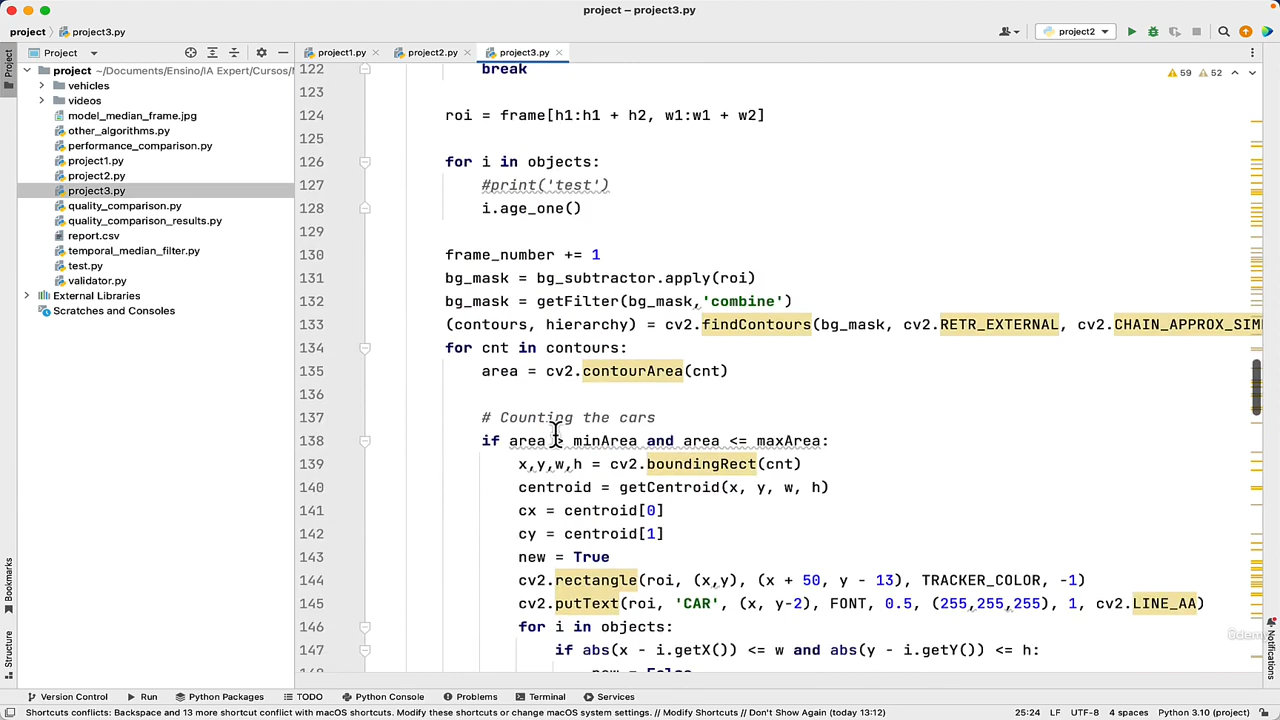 project – project3.py
project
project3.py
project2
Project
Project
project1.py
project2.py
project3.py
project ~/Documents/Ensino/IA Expert/Cursos/
vehicles
videos
model_median_frame.jpg
other_algorithms.py
performance_comparison.py
project1.py
project2.py
project3.py
quality_comparison.py
quality_comparison_results.py
report.csv
temporal_median_filter.py
test.py
validator.py
External Libraries
Scratches and Consoles
59 52
122 break
123
124 roi = frame[h1:h1 + h2, w1:w1 + w2]
125
126 for i in objects:
127 #print('test')
128 i.age_one()
129
130 frame_number += 1
131 bg_mask = bg_subtractor.apply(roi)
132 bg_mask = getFilter(bg_mask,'combine')
133 (contours, hierarchy) = cv2.findContours(bg_mask, cv2.RETR_EXTERNAL, cv2.CHAIN_APPROX_SIM
134 for cnt in contours:
135 area = cv2.contourArea(cnt)
136
137 # Counting the cars
138 if area > minArea and area <= maxArea:
139 x,y,w,h = cv2.boundingRect(cnt)
140 centroid = getCentroid(x, y, w, h)
141 cx = centroid[0]
142 cy = centroid[1]
143 new = True
144 cv2.rectangle(roi, (x,y), (x + 50, y - 13), TRACKER_COLOR, -1)
145 cv2.putText(roi, 'CAR', (x, y-2), FONT, 0.5, (255,255,255), 1, cv2.LINE_AA)
146 for i in objects:
147 if abs(x - i.getX()) <= w and abs(y - i.getY()) <= h:
148 new = False
Bookmarks
Structure
Notifications
Udemy
Version Control
Run
Python Packages
TODO
Python Console
Problems
Terminal
Services
Shortcuts conflicts: Backspace and 13 more shortcut conflict with macOS shortcuts. Modify these shortcuts or change macOS system settings. // Modify Shortcuts // Don't Show Again (today 13:12)
25:24 LF UTF-8 4 spaces Python 3.10 (project)